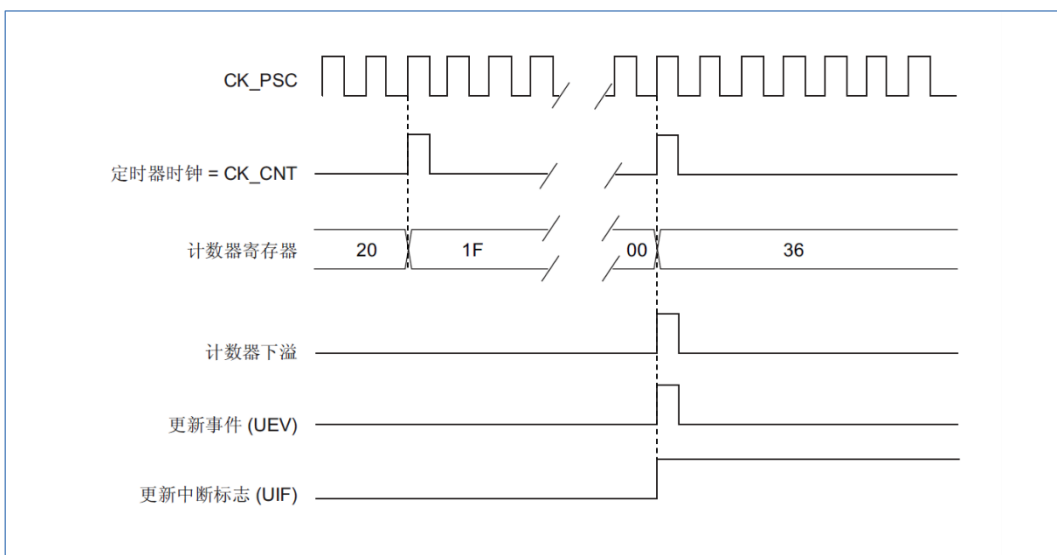 CK_PSC
定时器时钟 = CK_CNT
计数器寄存器 20 1F 00 36
计数器下溢
更新事件 (UEV)
更新中断标志 (UIF)